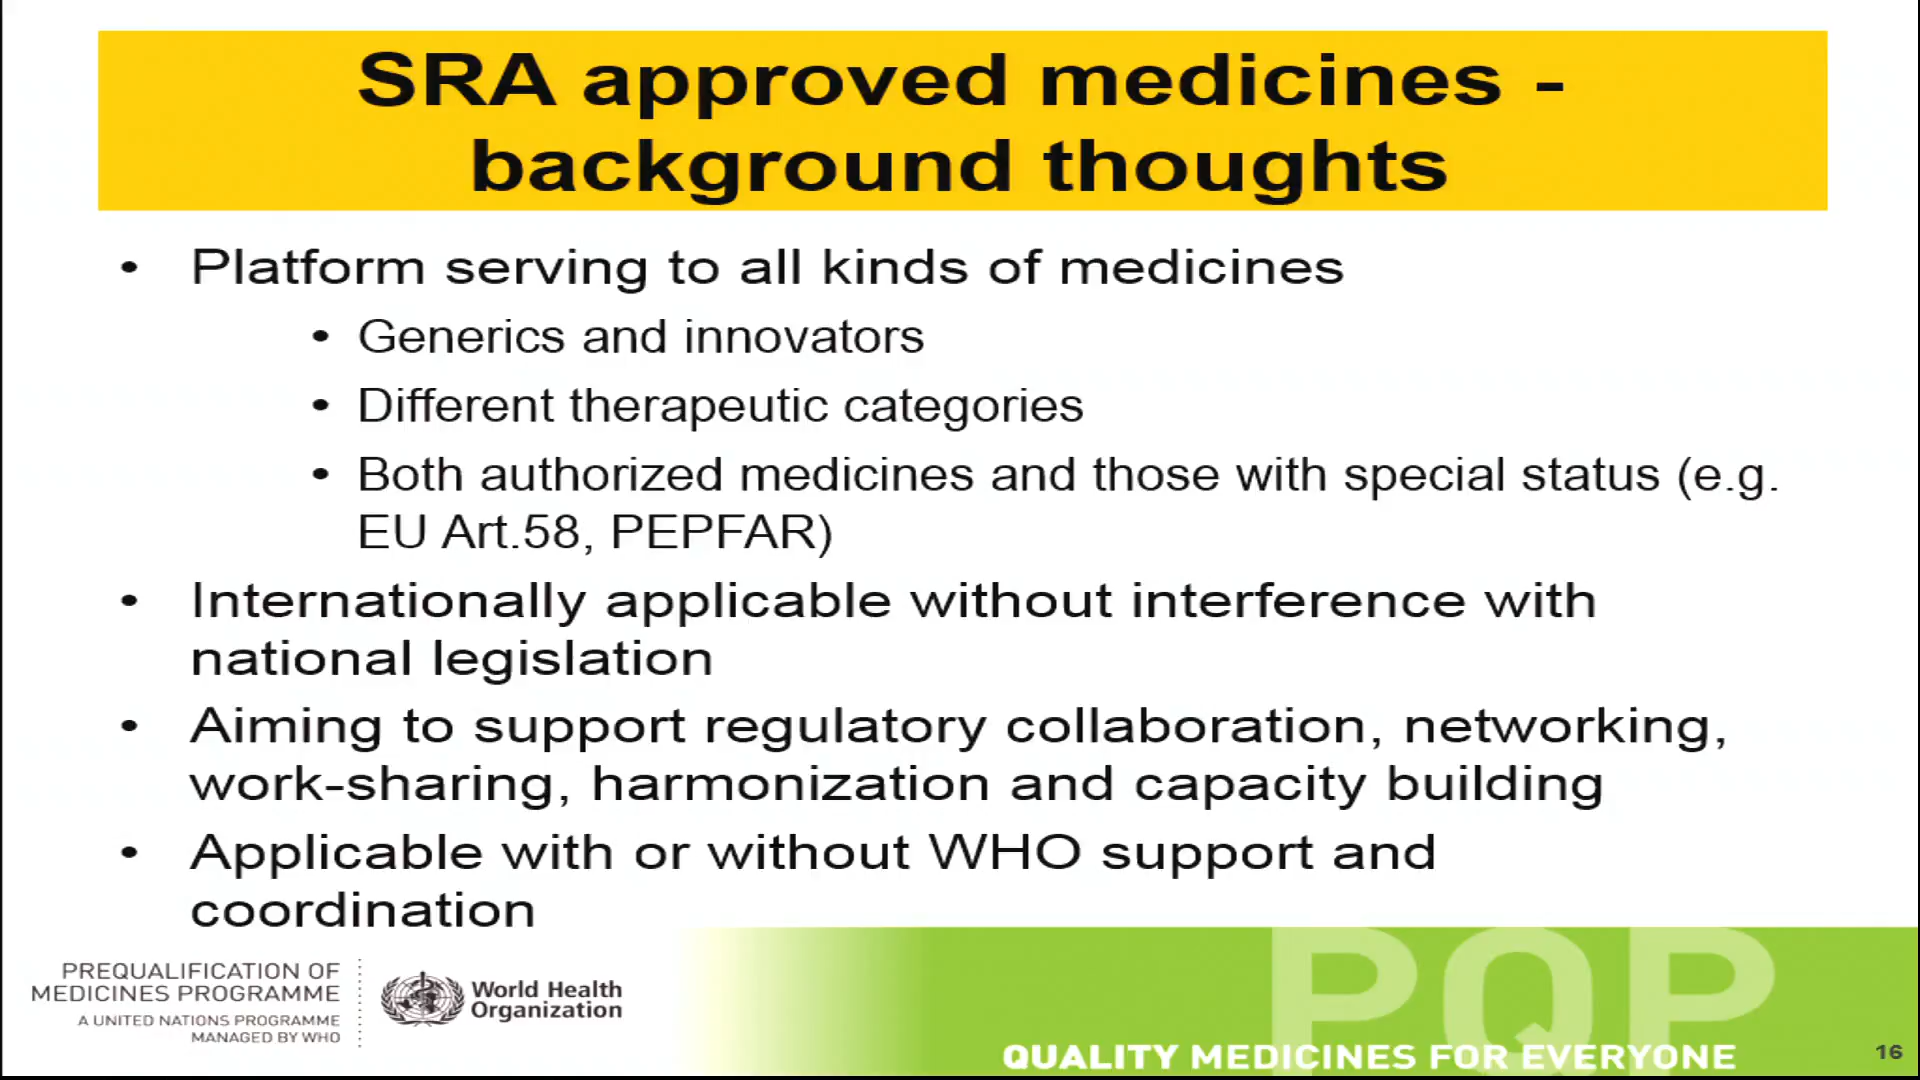 SRA approved medicines -
background thoughts
• Platform serving to all kinds of medicines
• Generics and innovators
• Different therapeutic categories
• Both authorized medicines and those with special status (e.g.
EU Art.58, PEPFAR)
• Internationally applicable without interference with
national legislation
• Aiming to support regulatory collaboration, networking,
work-sharing, harmonization and capacity building
• Applicable with or without WHO support and
coordination
PREQUALIFICATION OF
MEDICINES PROGRAMME
A UNITED NATIONS PROGRAMME
MANAGED BY WHO
World Health
Organization
PQP
QUALITY MEDICINES FOR EVERYONE
16